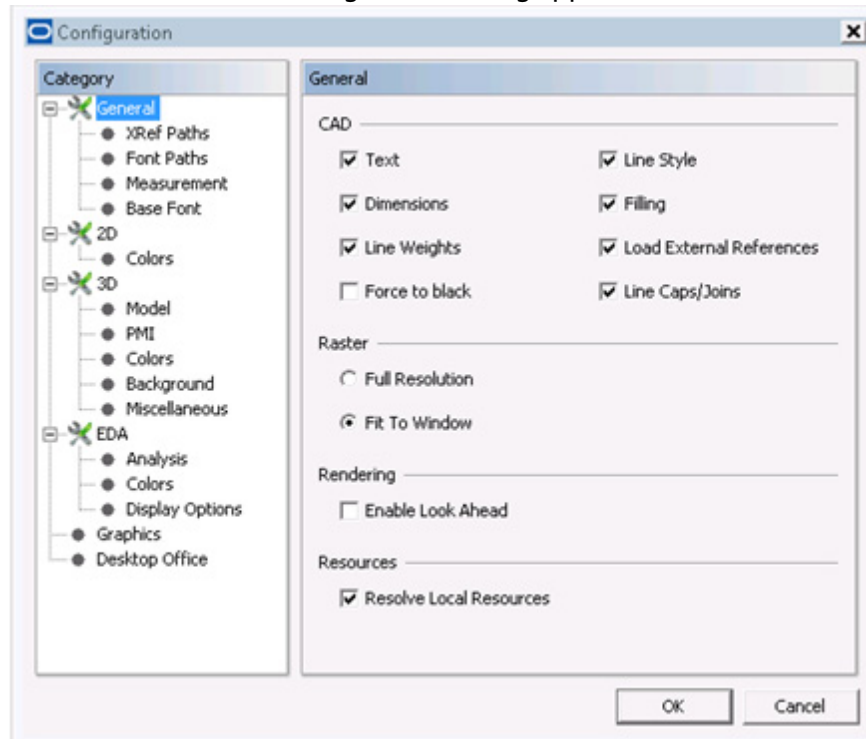 Configuration
Category
General
XRef Paths
Font Paths
Measurement
Base Font
2D
Colors
3D
Model
PMI
Colors
Background
Miscellaneous
EDA
Analysis
Colors
Display Options
Graphics
Desktop Office
General
CAD
Text
Line Style
Dimensions
Filling
Line Weights
Load External References
Force to black
Line Caps/Joins
Raster
Full Resolution
Fit To Window
Rendering
Enable Look Ahead
Resources
Resolve Local Resources
OK
Cancel